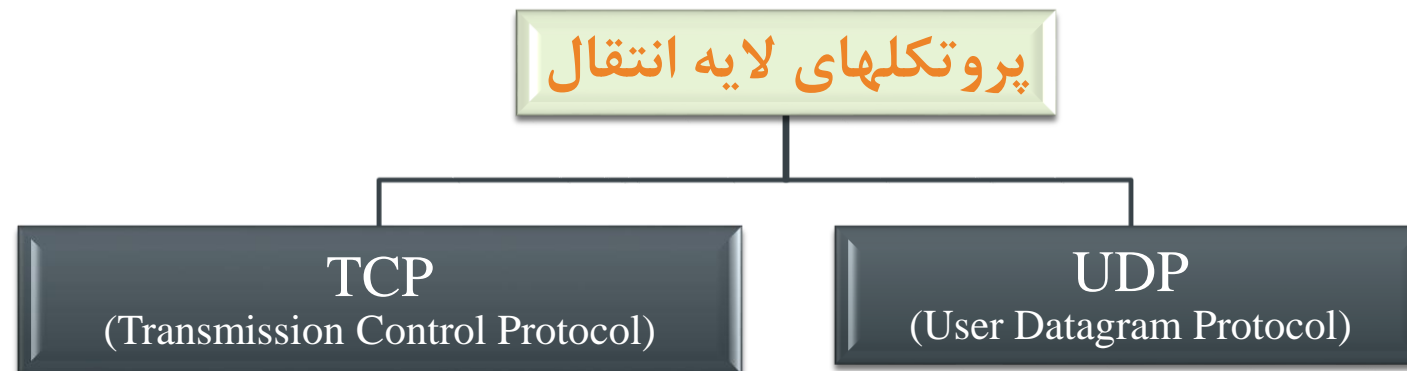 پروتکلهای لایه انتقال
TCP
(Transmission Control Protocol)
UDP
(User Datagram Protocol)